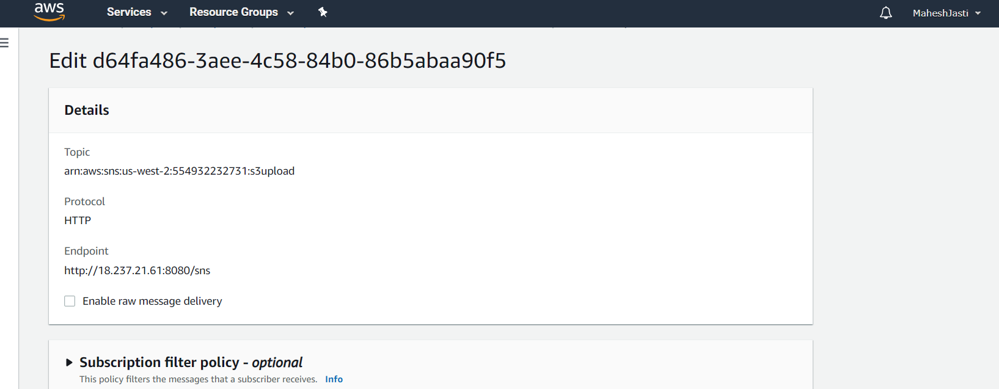 aws Services Resource Groups MaheshJasti
Edit d64fa486-3aee-4c58-84b0-86b5abaa90f5
Details
Topic
arn:aws:sns:us-west-2:554932232731:s3upload
Protocol
HTTP
Endpoint
http://18.237.21.61:8080/sns
Enable raw message delivery
Subscription filter policy - optional
This policy filters the messages that a subscriber receives. Info